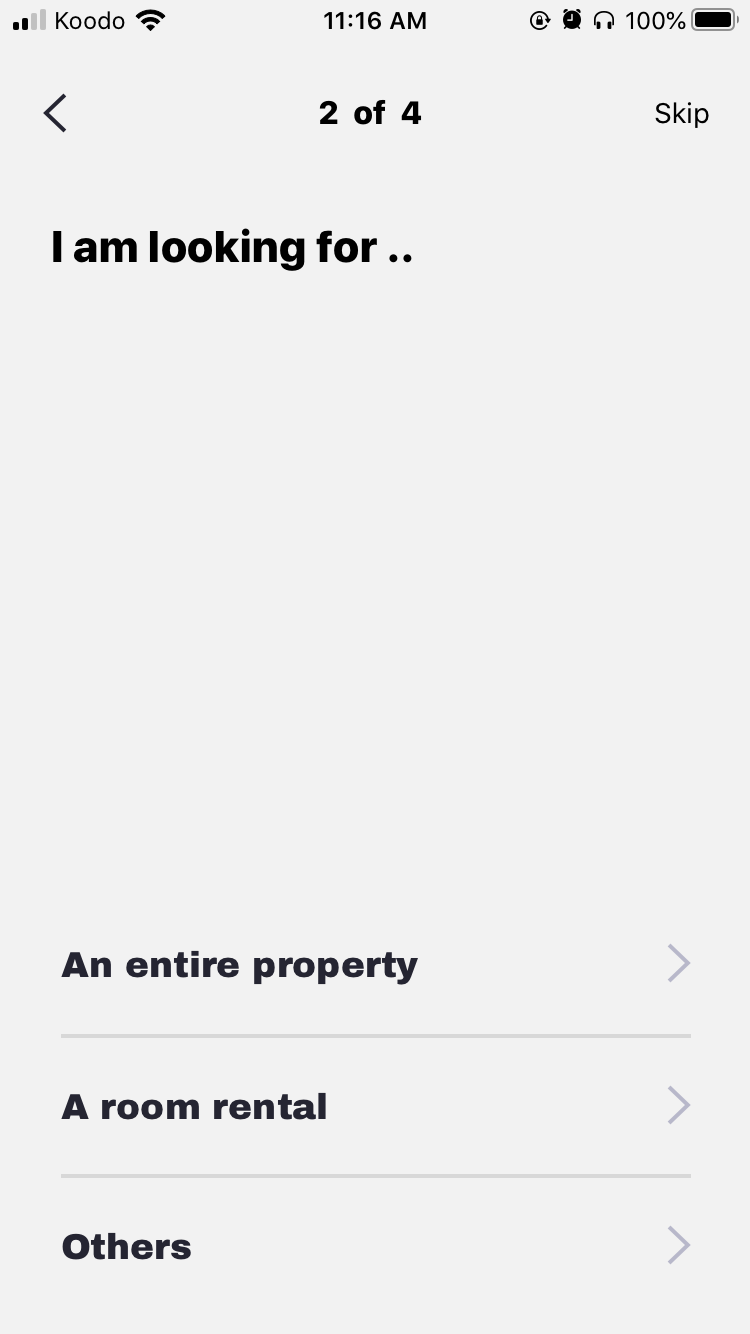 Koodo 11:16 AM 100%
2 of 4 Skip
I am looking for ..
An entire property
A room rental
Others